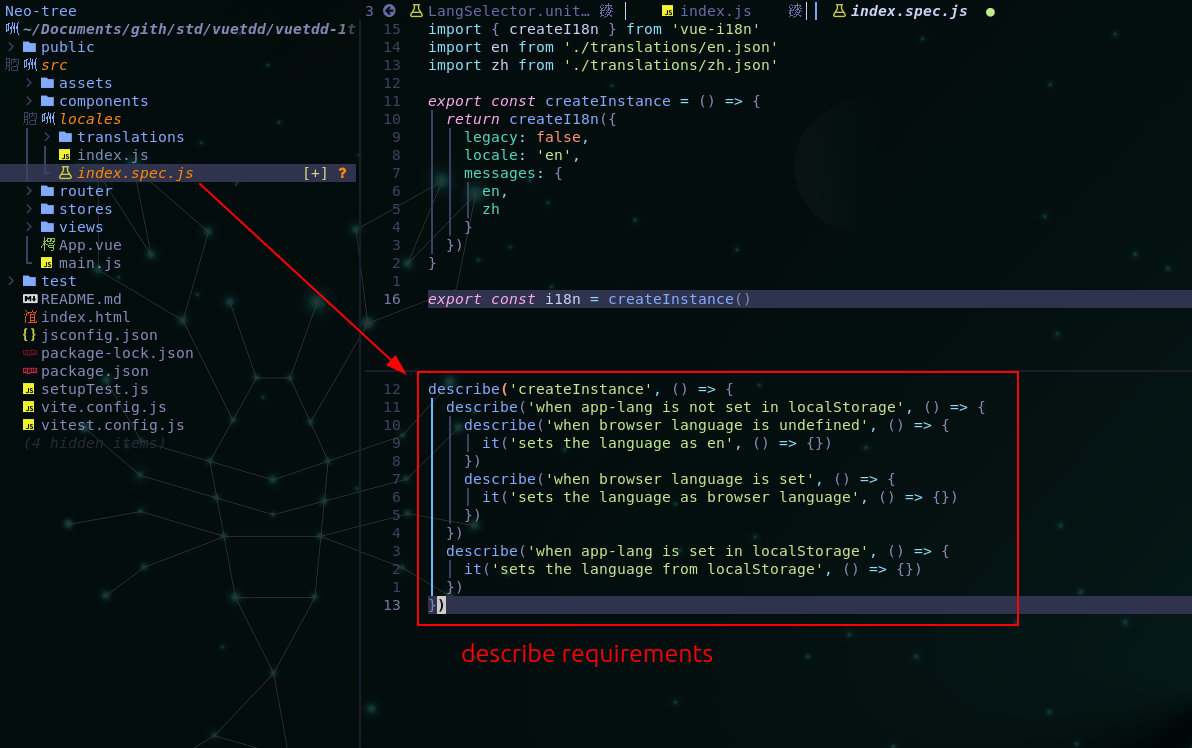 Neo-tree
~/Documents/gith/std/vuetdd/vuetdd-1t
public
src
assets
components
locales
translations
index.js
index.spec.js [+] ?
router
stores
views
App.vue
main.js
test
README.md
index.html
jsconfig.json
package-lock.json
package.json
setupTest.js
vite.config.js
vitest.config.js
(4 hidden items)
3 LangSelector.unit… index.js index.spec.js
15 import { createI18n } from 'vue-i18n'
14 import en from './translations/en.json'
13 import zh from './translations/zh.json'
12
11 export const createInstance = () => {
10 return createI18n({
9 legacy: false,
8 locale: 'en',
7 messages: {
6 en,
5 zh
4 }
3 })
2 }
1
16 export const i18n = createInstance()
12 describe('createInstance', () => {
11 describe('when app-lang is not set in localStorage', () => {
10 describe('when browser language is undefined', () => {
9 it('sets the language as en', () => {})
8 })
7 describe('when browser language is set', () => {
6 it('sets the language as browser language', () => {})
5 })
4 })
3 describe('when app-lang is set in localStorage', () => {
2 it('sets the language from localStorage', () => {})
1 })
13 })
describe requirements